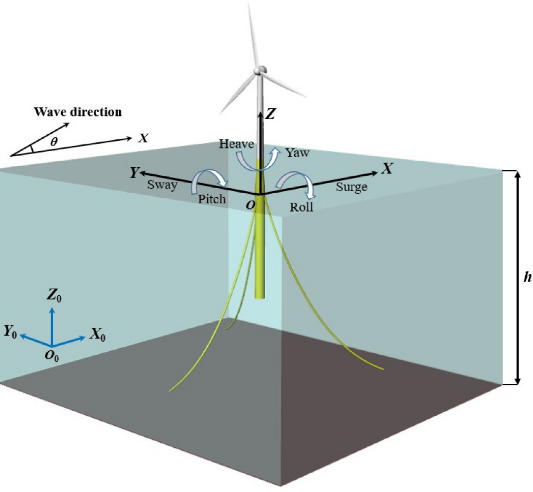 Z
Wave direction
θ
X
Heave
Yaw
Y
X
Sway
Surge
Pitch
O
Roll
h
Z0
Y0
X0
O0